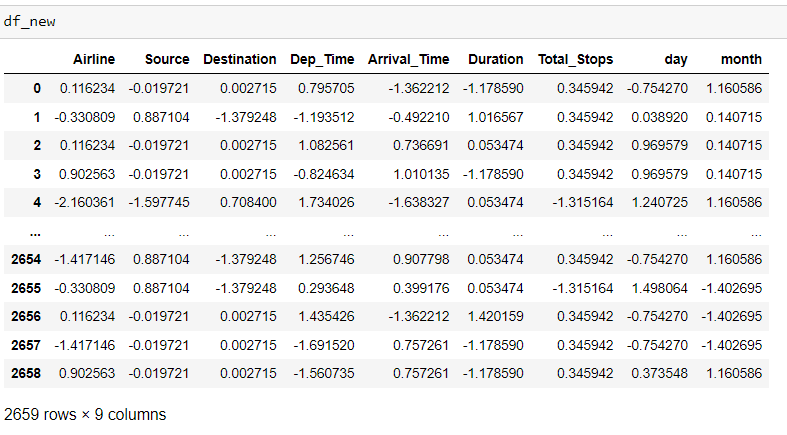 df_new
Airline Source Destination Dep_Time Arrival_Time Duration Total_Stops day month
0 0.116234 -0.019721 0.002715 0.795705 -1.362212 -1.178590 0.345942 -0.754270 1.160586
1 -0.330809 0.887104 -1.379248 -1.193512 -0.492210 1.016567 0.345942 0.038920 0.140715
2 0.116234 -0.019721 0.002715 1.082561 0.736691 0.053474 0.345942 0.969579 0.140715
3 0.902563 -0.019721 0.002715 -0.824634 1.010135 -1.178590 0.345942 0.969579 0.140715
4 -2.160361 -1.597745 0.708400 1.734026 -1.638327 0.053474 -1.315164 1.240725 1.160586
... ... ... ... ... ... ... ... ... ...
2654 -1.417146 0.887104 -1.379248 1.256746 0.907798 0.053474 0.345942 -0.754270 1.160586
2655 -0.330809 0.887104 -1.379248 0.293648 0.399176 0.053474 -1.315164 1.498064 -1.402695
2656 0.116234 -0.019721 0.002715 1.435426 -1.362212 1.420159 0.345942 -0.754270 -1.402695
2657 -1.417146 -0.019721 0.002715 -1.691520 0.757261 -1.178590 0.345942 -0.754270 -1.402695
2658 0.902563 -0.019721 0.002715 -1.560735 0.757261 -1.178590 0.345942 0.373548 1.160586
2659 rows × 9 columns